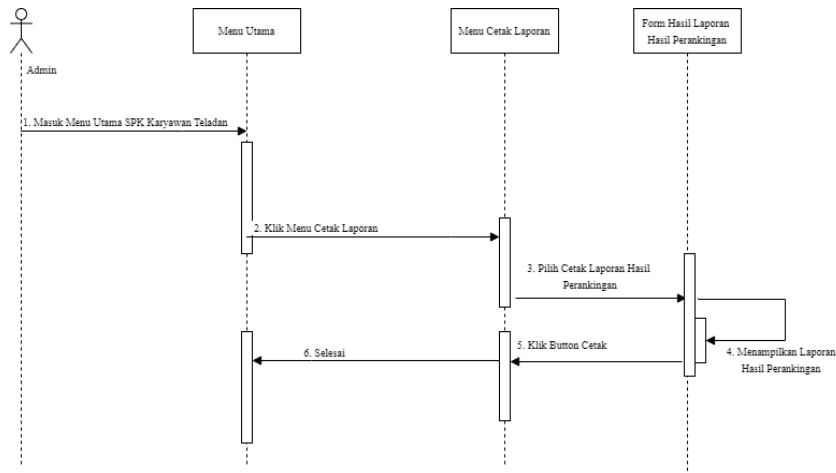 Menu Utama
Menu Cetak Laporan
Form Hasil Laporan
Hasil Perankingan
Admin
1. Masuk Menu Utama SPK Karyawan Teladan
2. Klik Menu Cetak Laporan
3. Pilih Cetak Laporan Hasil
Perankingan
4. Menampilkan Laporan
Hasil Perankingan
5. Klik Button Cetak
6. Selesai